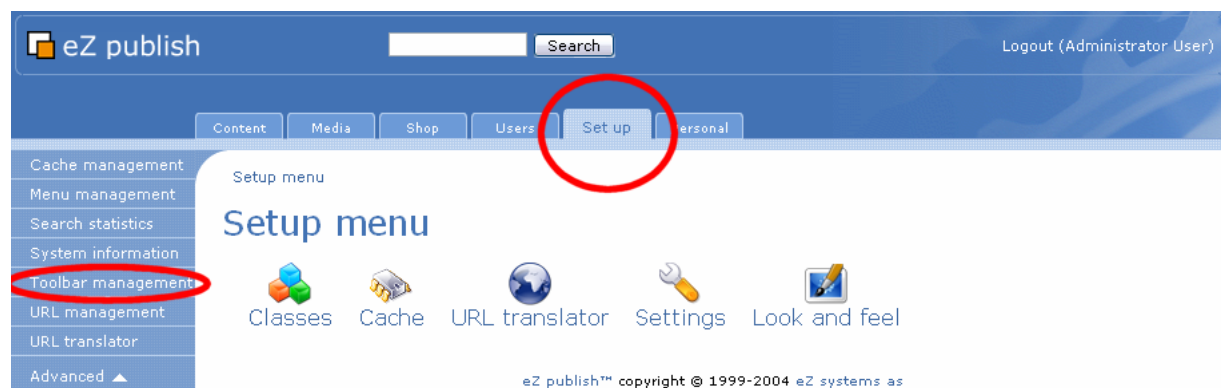 eZ publish
Search
Logout (Administrator User)
Content Media Shop Users Set up Personal
Cache management
Menu management
Search statistics
System information
Toolbar management
URL management
URL translator
Advanced
Setup menu
Setup menu
Classes Cache URL translator Settings Look and feel
eZ publish™ copyright © 1999-2004 eZ systems as